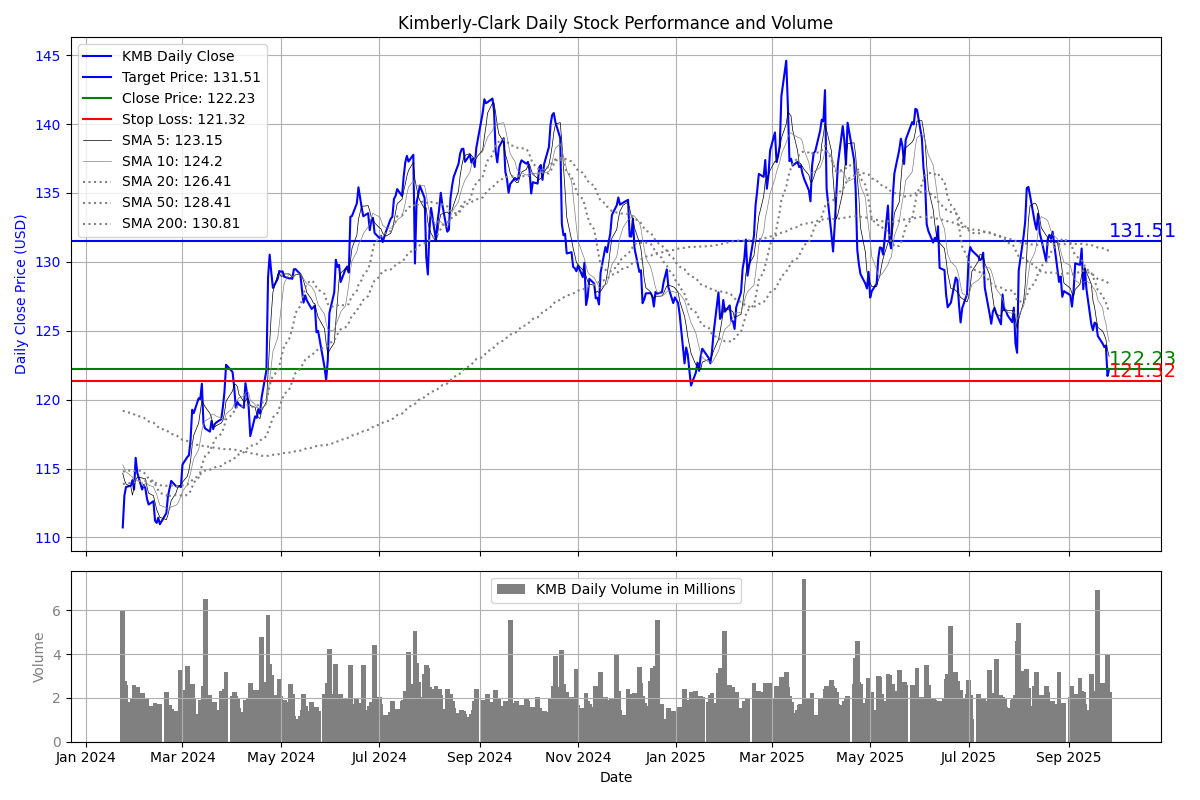 Kimberly-Clark Daily Stock Performance and Volume
KMB Daily Close
Target Price: 131.51
Close Price: 122.23
Stop Loss: 121.32
SMA 5: 123.15
SMA 10: 124.2
SMA 20: 126.41
SMA 50: 128.41
SMA 200: 130.81
Daily Close Price (USD)
145
140
135
130
125
120
115
110
131.51
122.23
121.32
KMB Daily Volume in Millions
Volume
6
4
2
0
Jan 2024 Mar 2024 May 2024 Jul 2024 Sep 2024 Nov 2024 Jan 2025 Mar 2025 May 2025 Jul 2025 Sep 2025
Date